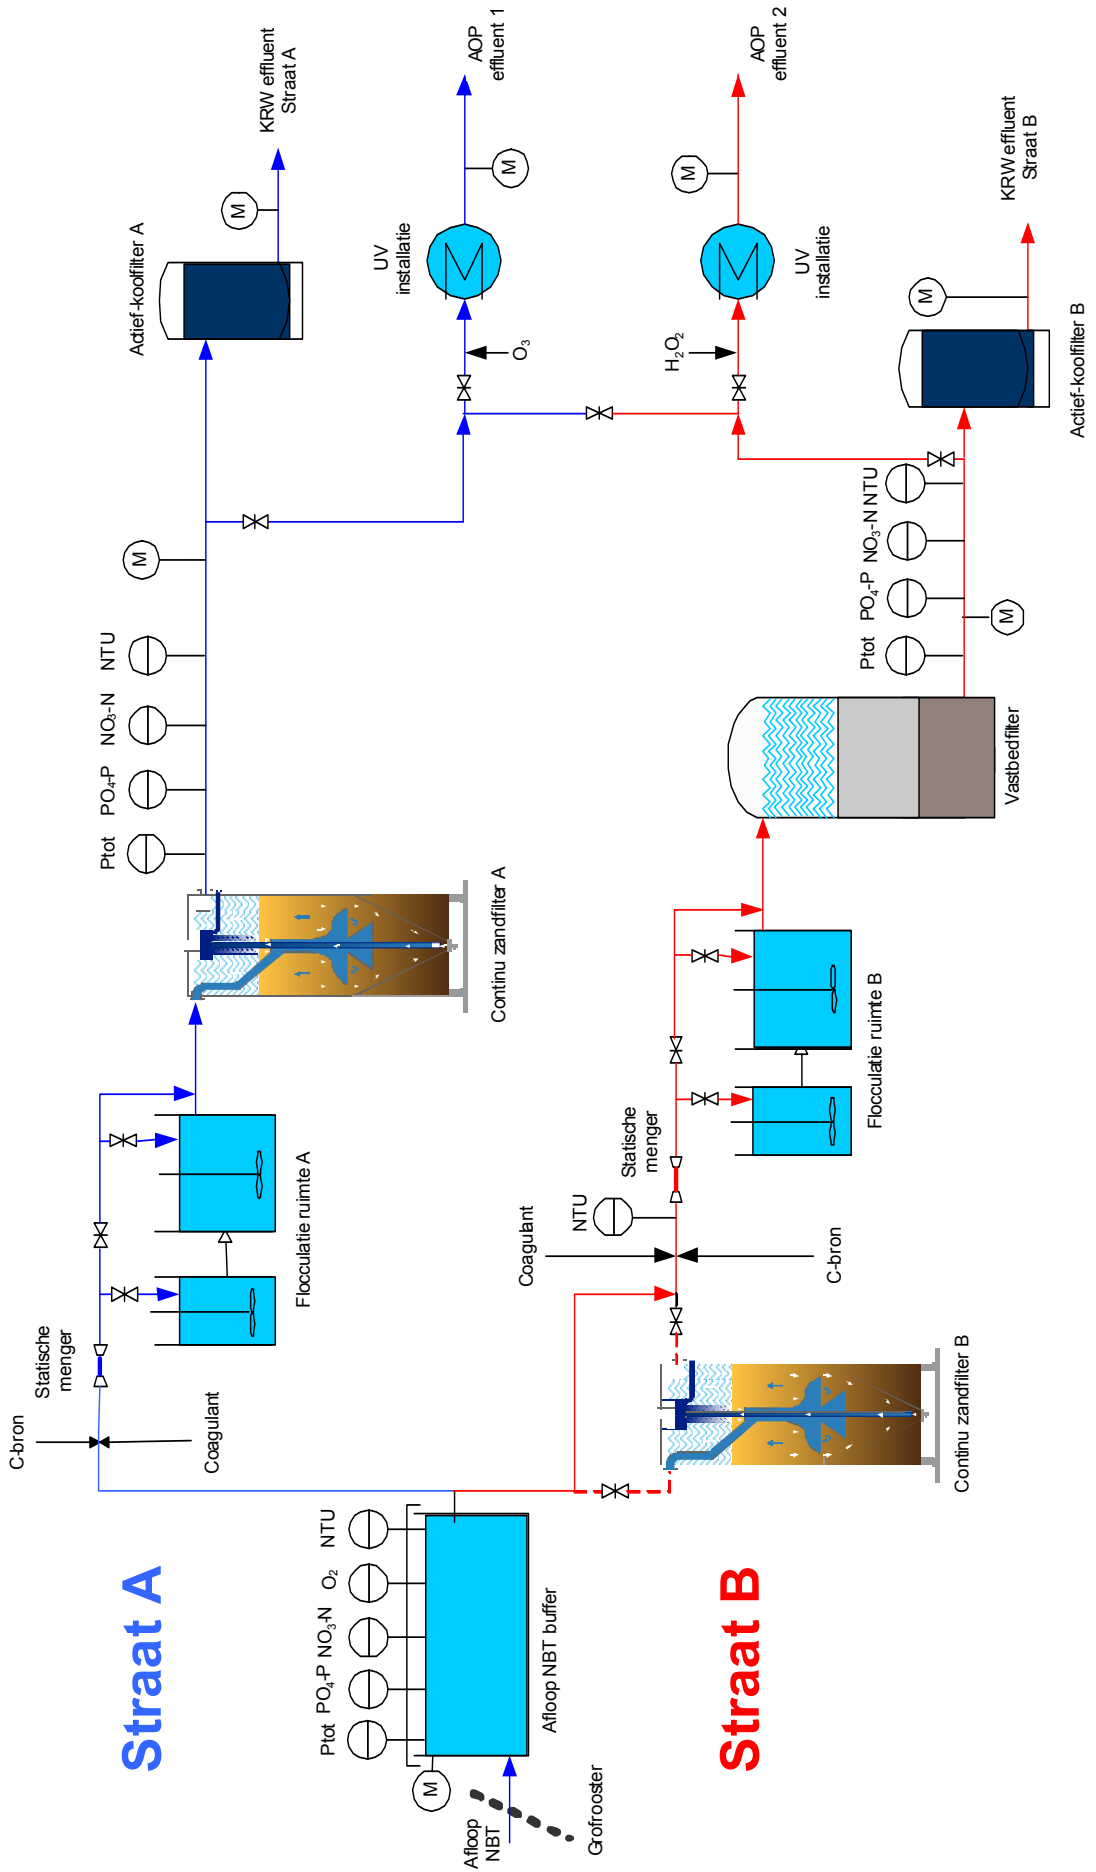 Straat A
Straat B
Afloop
NBT
Grofrooster
M
Ptot
PO₄-P
NO₃-N
O₂
NTU
Afloop NBT buffer
C-bron
Coagulant
Statische
menger
Flocculatie ruimte A
Continu zandfilter A
Ptot
PO₄-P
NO₃-N
NTU
M
Actief-koolfilter A
M
KRW effluent
Straat A
O₃
UV
installatie
M
AOP
effluent 1
Continu zandfilter B
Coagulant
C-bron
NTU
Statische
menger
Flocculatie ruimte B
Vastbedfilter
Ptot
PO₄-P
NO₃-N
NTU
M
H₂O₂
UV
installatie
M
AOP
effluent 2
Actief-koolfilter B
M
KRW effluent
Straat B